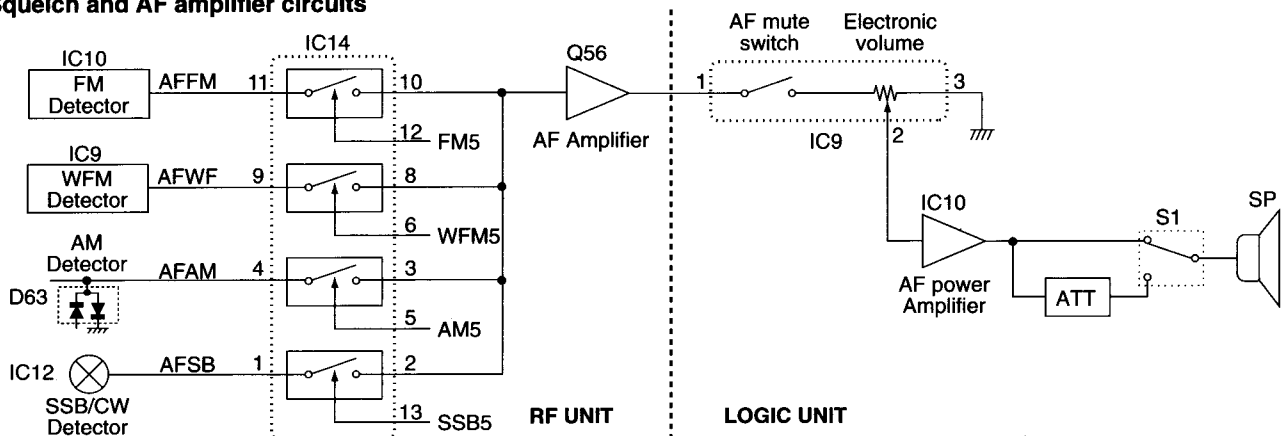 Squelch and AF amplifier circuits
IC14
IC10
FM
Detector
AFFM
11
10
12
FM5
IC9
WFM
Detector
AFWF
9
8
6
WFM5
AM
Detector
D63
AFAM
4
3
5
AM5
IC12
SSB/CW
Detector
AFSB
1
2
13
SSB5
Q56
AF Amplifier
RF UNIT
LOGIC UNIT
AF mute
switch
Electronic
volume
1
3
2
IC9
IC10
AF power
Amplifier
ATT
S1
SP